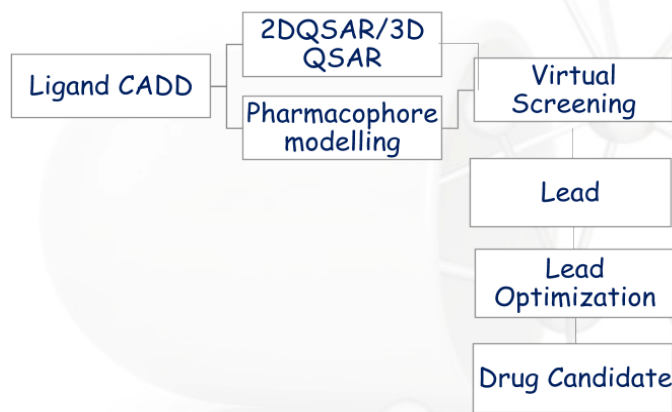 2DQSAR/3D
QSAR
Ligand CADD
Pharmacophore
modelling
Virtual
Screening
Lead
Lead
Optimization
Drug Candidate